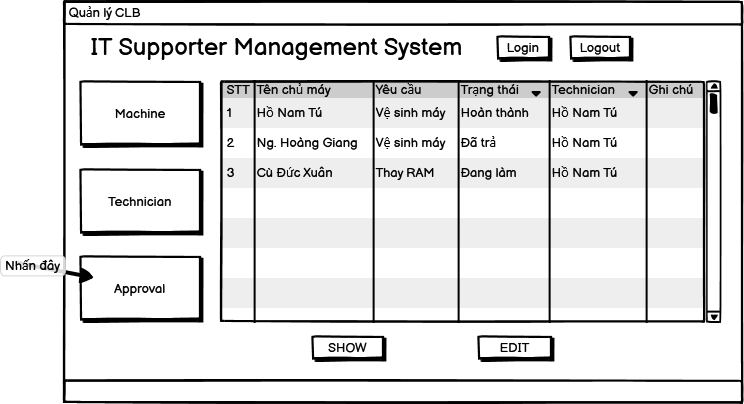 Quản lý CLB
IT Supporter Management System
Login
Logout
Machine
Technician
Nhấn đây
Approval
STT Tên chủ máy Yêu cầu Trạng thái Technician Ghi chú
1 Hồ Nam Tú Vệ sinh máy Hoàn thành Hồ Nam Tú
2 Ng. Hoàng Giang Vệ sinh máy Đã trả Hồ Nam Tú
3 Cù Đức Xuân Thay RAM Đang làm Hồ Nam Tú
SHOW
EDIT